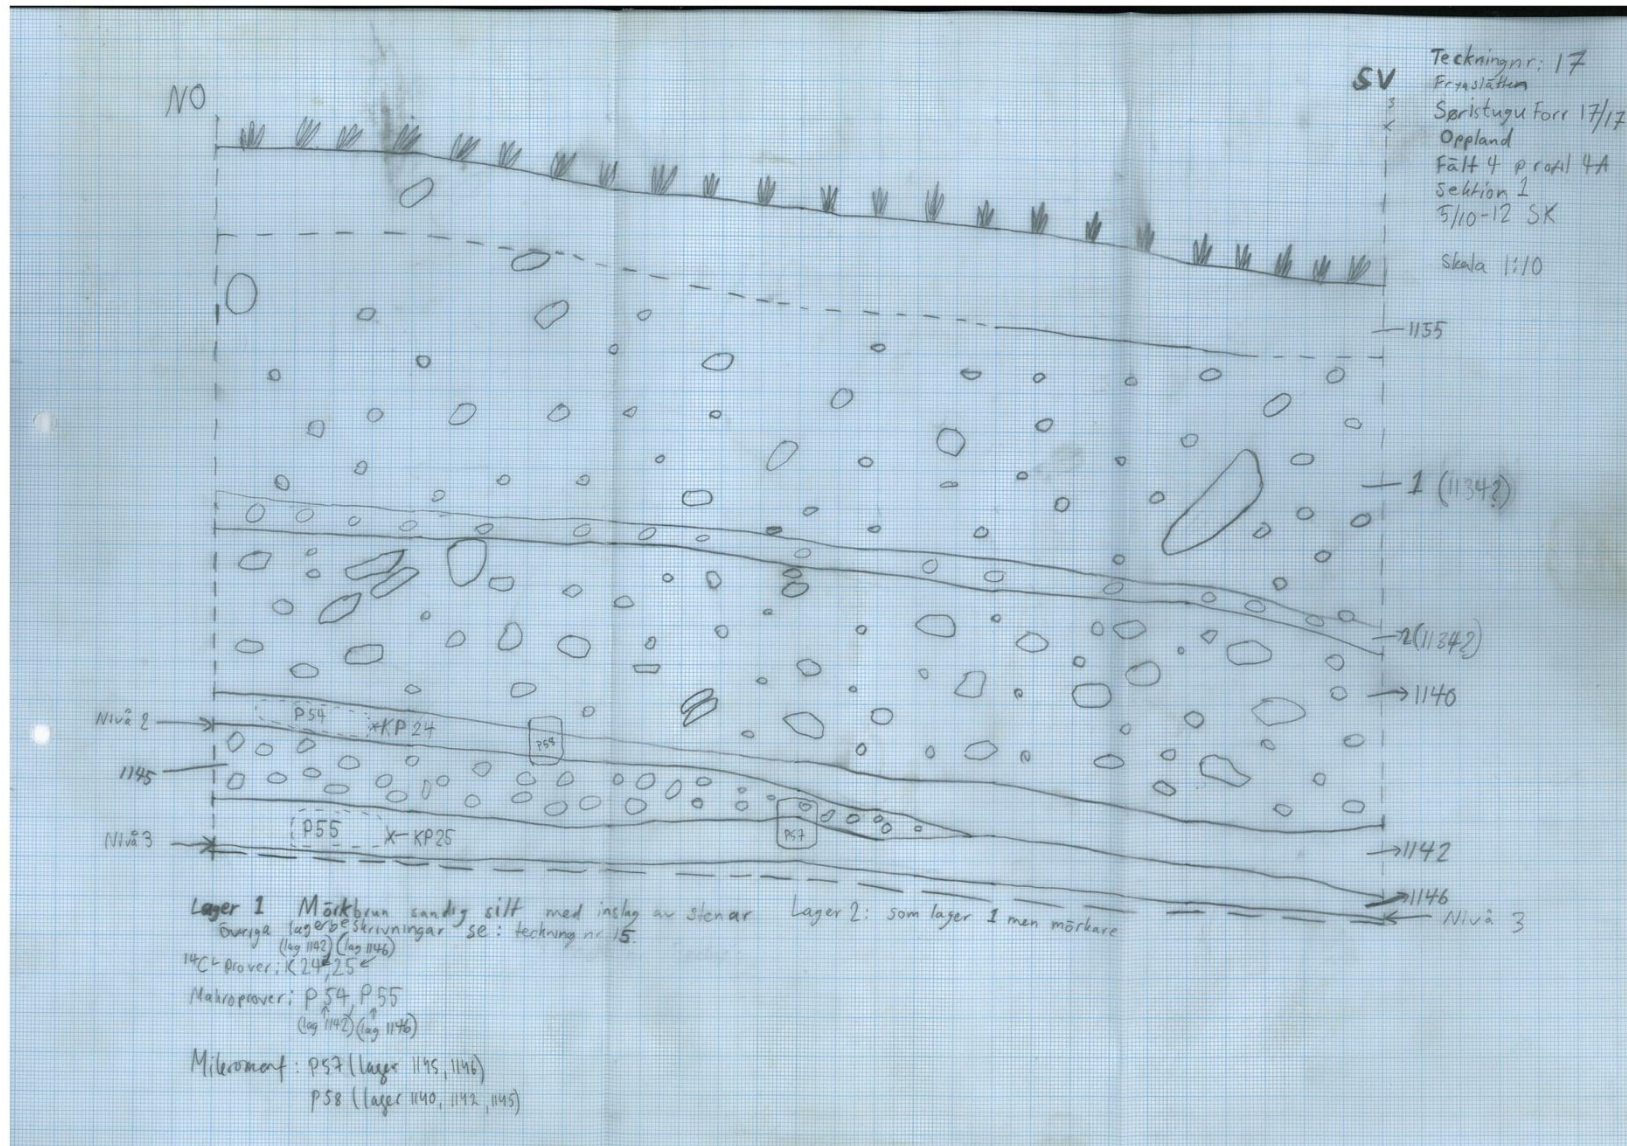 NO
SV
Teckningnr: 17
Fryaslåtten
Søristugu Forr 17/17
Oppland
Fält 4 profil 4A
sektion 1
5/10-12 SK
Skala 1:10
1135
1 (11342)
2 (11342)
1140
P54
KP 24
Nivå 2
P58
1145
P55
KP25
P57
Nivå 3
1142
1146
Nivå 3
Lager 1 Mörkbrun sandig silt med inslag av stenar Lager 2: som lager 1 men mörkare
övriga lagerbeskrivningar se: teckning nr 15.
(lag 1142) (lag 1146)
14C prover: K24, 25
Makroprover: P54, P55
(lag 1142) (lag 1146)
Mikromorf: P57 (lager 1145, 1146)
P58 (lager 1140, 1142, 1145)